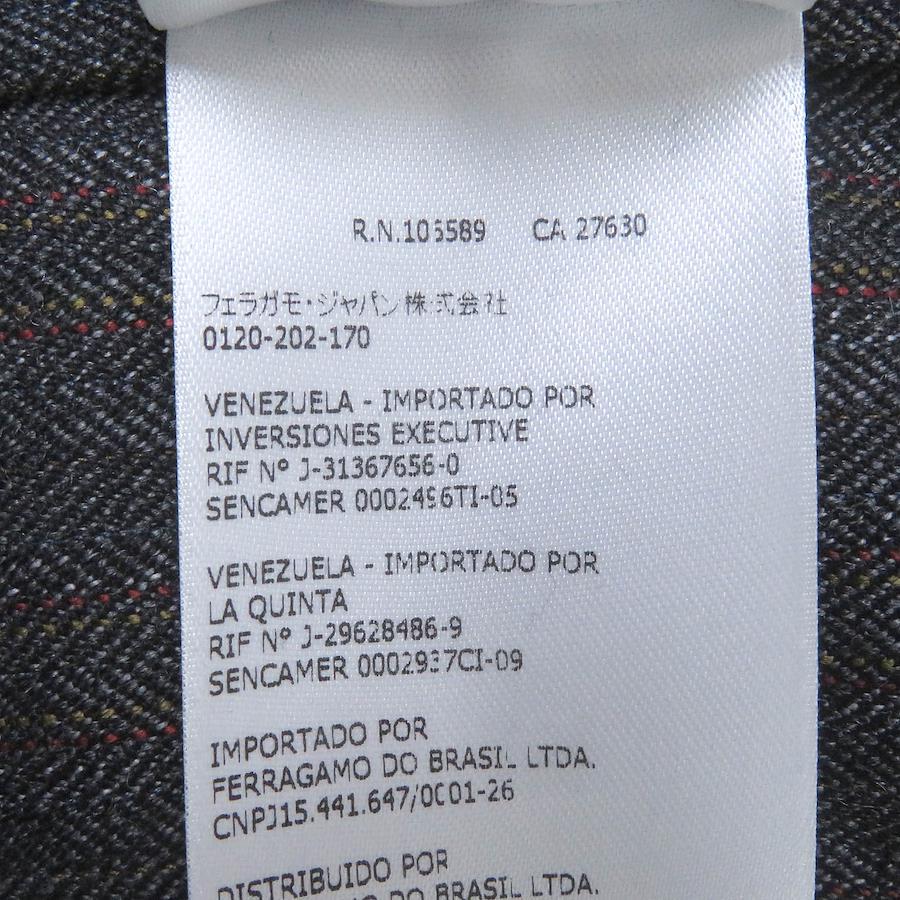 R.N.105589 CA 27630
フェラガモ・ジャパン株式会社
0120-202-170
VENEZUELA - IMPORTADO POR
INVERSIONES EXECUTIVE
RIF Nº J-31367656-0
SENCAMER 0002496TI-05
VENEZUELA - IMPORTADO POR
LA QUINTA
RIF Nº J-29628486-9
SENCAMER 0002937CI-09
IMPORTADO POR
FERRAGAMO DO BRASIL LTDA.
CNPJ15.441.647/0001-26
DISTRIBUIDO POR
DO BRASIL LTDA.